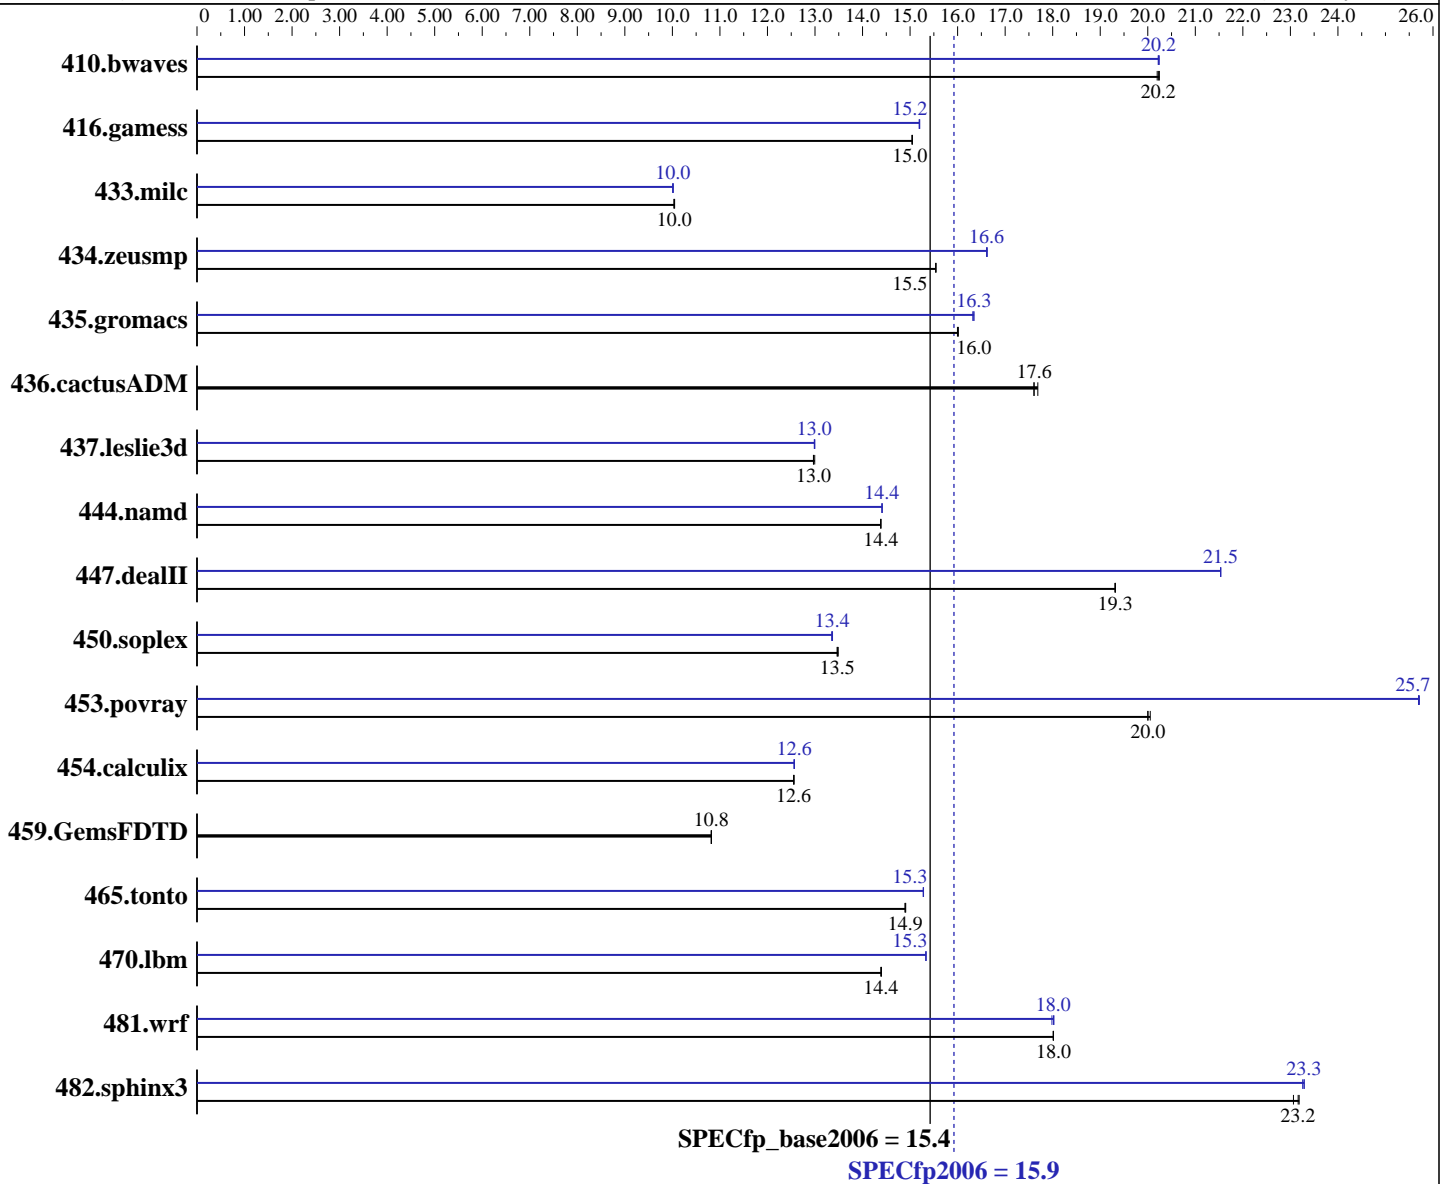 0 1.00 2.00 3.00 4.00 5.00 6.00 7.00 8.00 9.00 10.0 11.0 12.0 13.0 14.0 15.0 16.0 17.0 18.0 19.0 20.0 21.0 22.0 23.0 24.0 26.0
20.2
410.bwaves
20.2
15.2
416.gamess
15.0
10.0
433.milc
10.0
16.6
434.zeusmp
15.5
16.3
435.gromacs
16.0
17.6
436.cactusADM
13.0
437.leslie3d
13.0
14.4
444.namd
14.4
21.5
447.dealII
19.3
13.4
450.soplex
13.5
25.7
453.povray
20.0
12.6
454.calculix
12.6
10.8
459.GemsFDTD
15.3
465.tonto
14.9
15.3
470.lbm
14.4
18.0
481.wrf
18.0
23.3
482.sphinx3
23.2
SPECfp_base2006 = 15.4
SPECfp2006 = 15.9